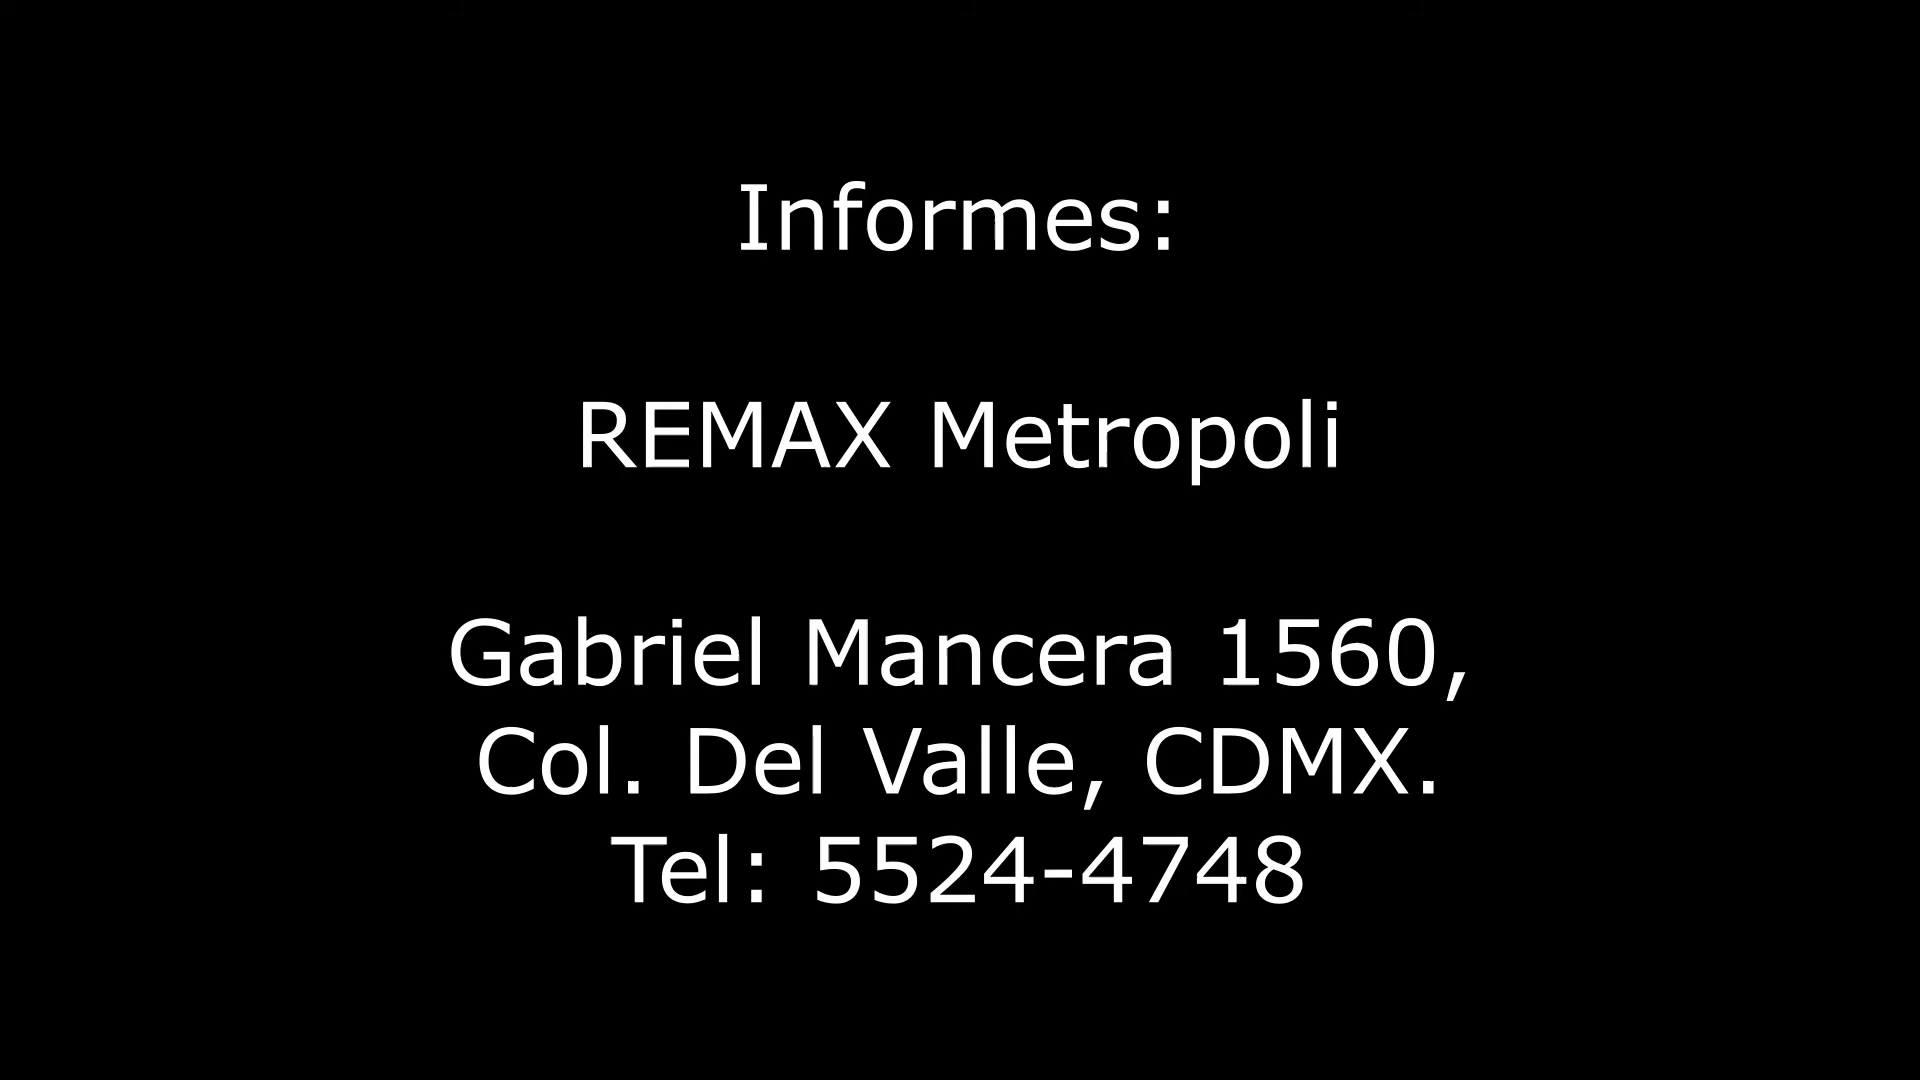 Informes:
REMAX Metropoli
Gabriel Mancera 1560,
Col. Del Valle, CDMX.
Tel: 5524-4748